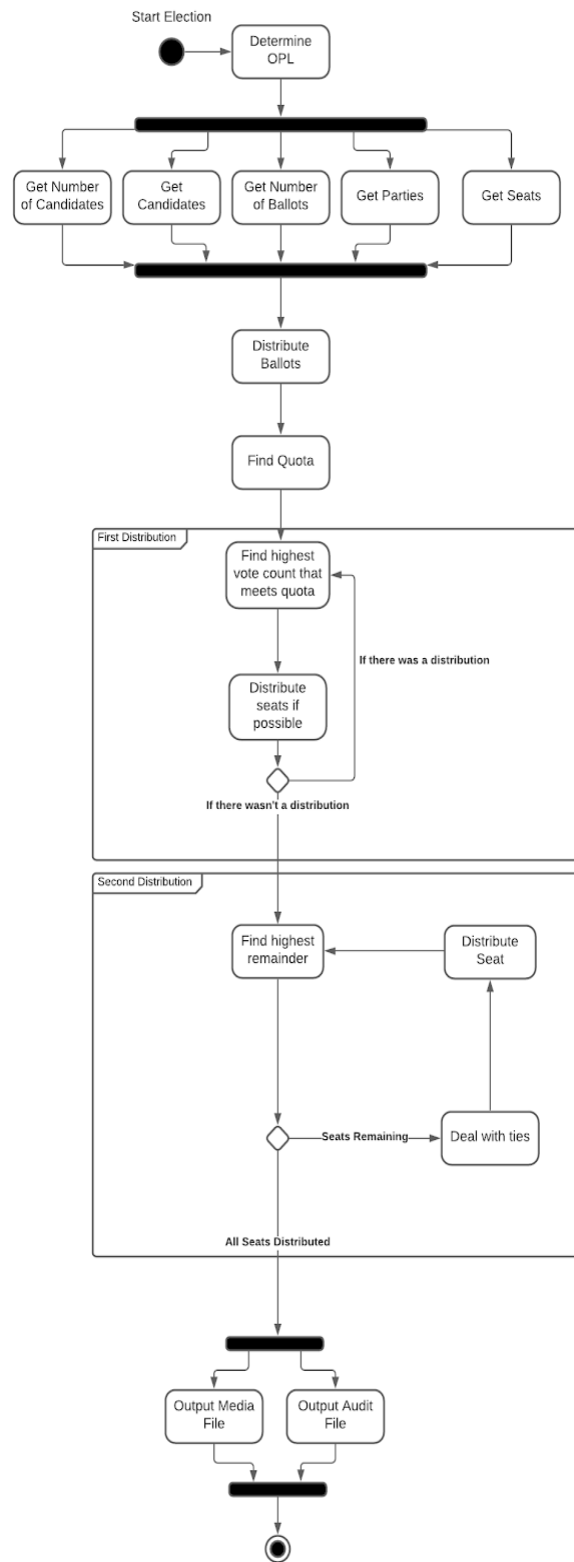 Start Election
Determine
OPL
Get Number
of Candidates
Get
Candidates
Get Number
of Ballots
Get Parties
Get Seats
Distribute
Ballots
Find Quota
First Distribution
Find highest
vote count that
meets quota
If there was a distribution
Distribute
seats if
possible
If there wasn't a distribution
Second Distribution
Find highest
remainder
Distribute
Seat
Seats Remaining
Deal with ties
All Seats Distributed
Output Media
File
Output Audit
File